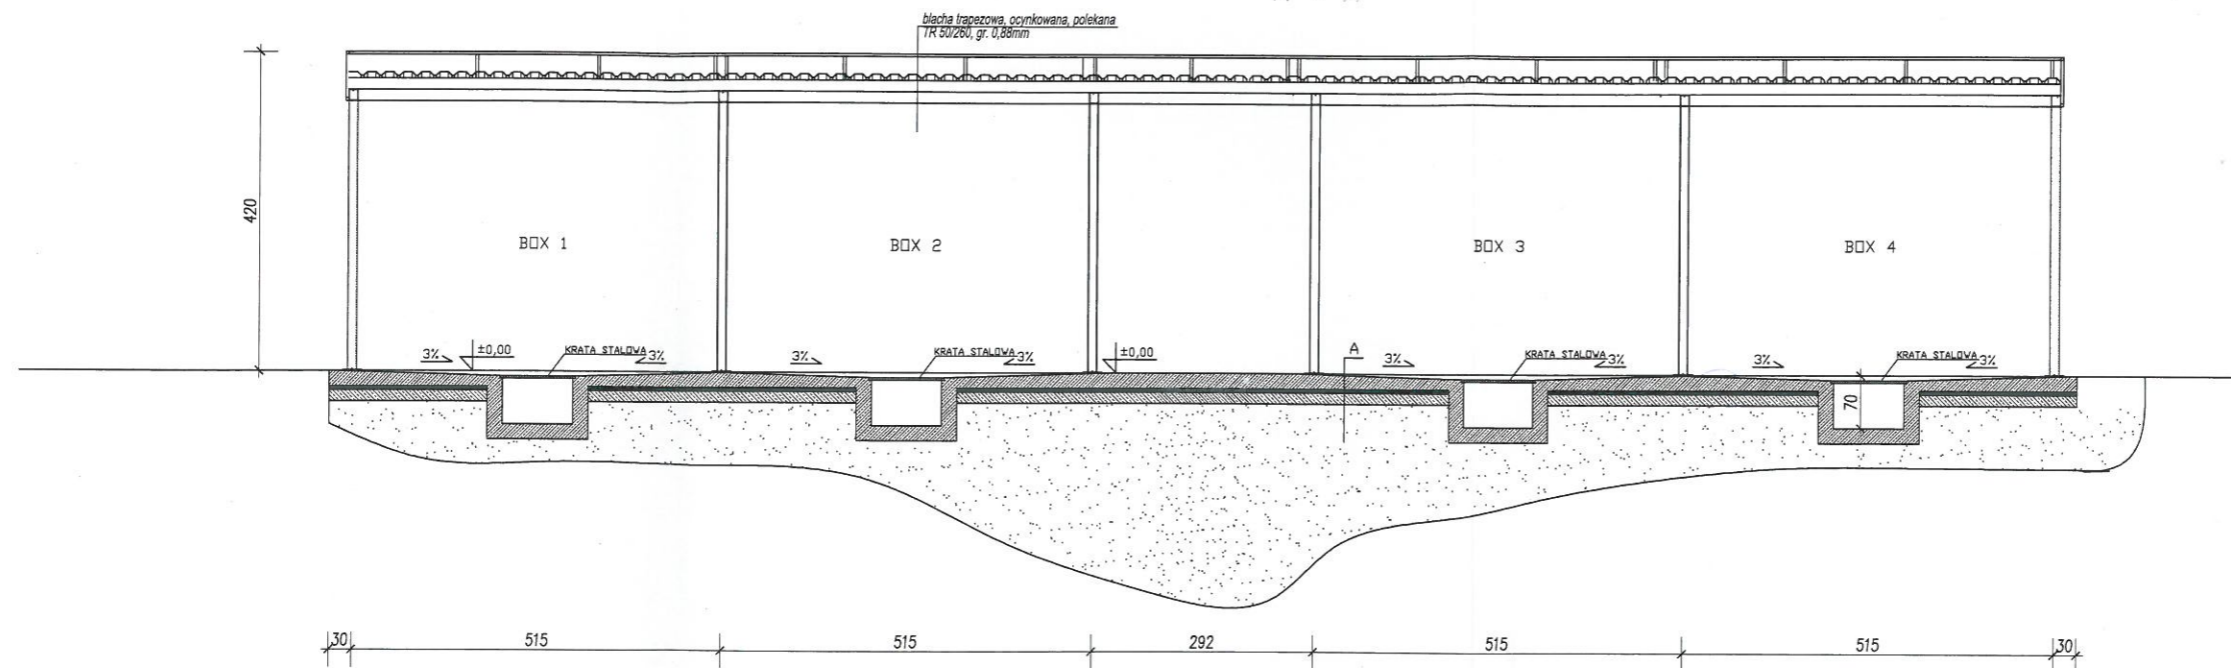 blacha trapezowa, ocynkowana, polekana
TR 50/260, gr. 0,88mm
420
BOX 1
BOX 2
BOX 3
BOX 4
3%
±0,00
KRATA STALOWA
3%
3%
KRATA STALOWA
3%
±0,00
A
3%
KRATA STALOWA
3%
3%
KRATA STALOWA
3%
70
30
515
515
292
515
515
30